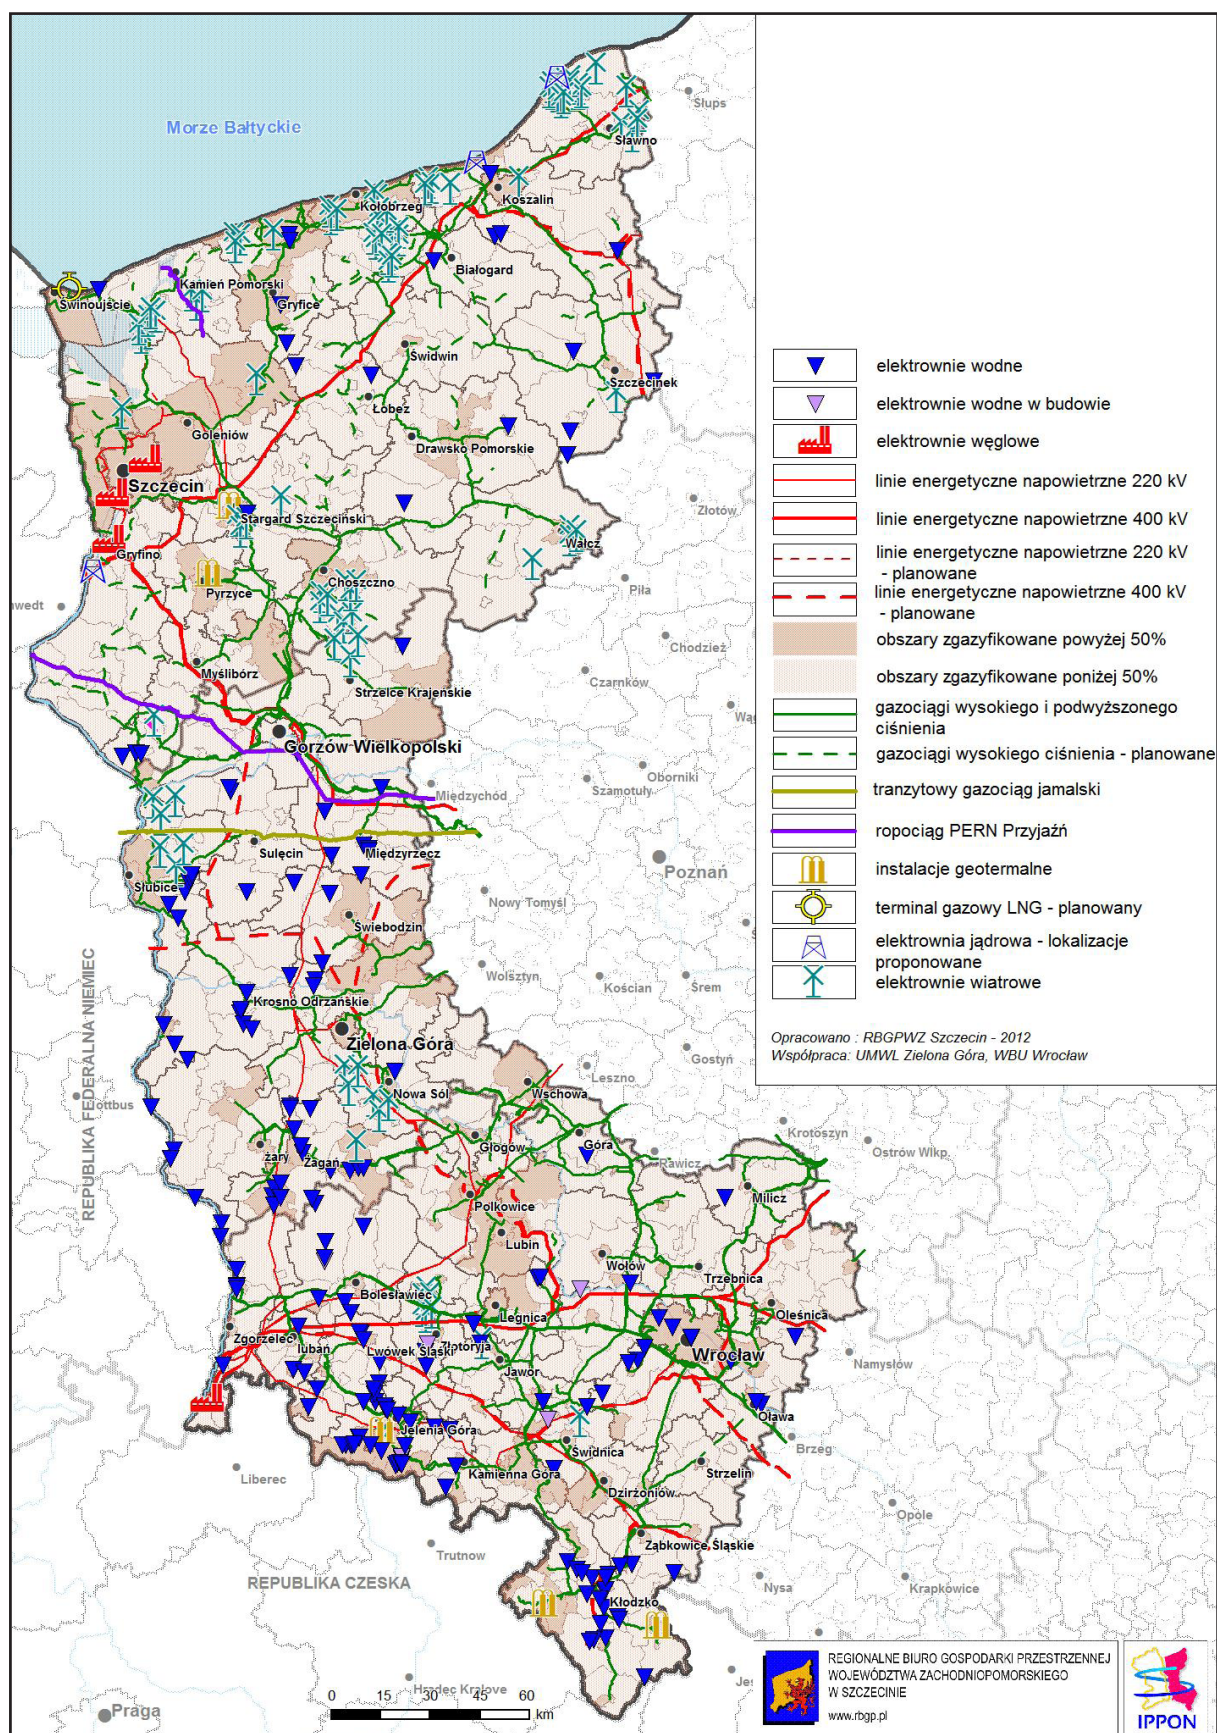 Morze Bałtyckie
Słups
Sławno
Koszalin
Kołobrzeg
Białogard
Kamień Pomorski
Świnoujście
Gryfice
Świdwin
Szczecinek
Łobez
Goleniów
Drawsko Pomorskie
Szczecin
Złotów
Stargard Szczeciński
Wałcz
Gryfino
Choszczno
Pyrzyce
Piła
hwedt
Chodzież
Myślibórz
Strzelce Krajeńskie
Czarnków
Wąg
Gorzów Wielkopolski
Oborniki
Szamotuły
Międzychód
Sulęcin
Międzyrzecz
Poznań
Słubice
Nowy Tomyśl
Świebodzin
REPUBLIKA FEDERALNA NIEMIEC
Wolsztyn
Kościan
Śrem
Krosno Odrzańskie
Zielona Góra
Gostyń
Leszno
Cottbus
Nowa Sól
Wschowa
Krotoszyn
Głogów
Góra
Ostrów Wlkp.
Żary
Żagań
Rawicz
Milicz
Polkowice
Lubin
Wołów
Trzebnica
Bolesławiec
Legnica
Oleśnica
Zgorzelec
lubań
Złotoryja
Lwówek Śląski
Wrocław
Jawor
Namysłów
Oława
Jelenia Góra
Brzeg
Świdnica
Kamienna Góra
Strzelin
Liberec
Dzirżoniów
Opole
Trutnow
Ząbkowice Śląskie
REPUBLIKA CZESKA
Nysa
Krapkowice
Kłodzko
Hradec Kralove
Jes
Praga
0 15 30 45 60
km
elektrownie wodne
elektrownie wodne w budowie
elektrownie węglowe
linie energetyczne napowietrzne 220 kV
linie energetyczne napowietrzne 400 kV
linie energetyczne napowietrzne 220 kV
- planowane
linie energetyczne napowietrzne 400 kV
- planowane
obszary zgazyfikowane powyżej 50%
obszary zgazyfikowane poniżej 50%
gazociągi wysokiego i podwyższonego
ciśnienia
gazociągi wysokiego ciśnienia - planowane
tranzytowy gazociąg jamalski
ropociąg PERN Przyjaźń
instalacje geotermalne
terminal gazowy LNG - planowany
elektrownia jądrowa - lokalizacje
proponowane
elektrownie wiatrowe
Opracowano : RBGPWZ Szczecin - 2012
Współpraca: UMWL Zielona Góra, WBU Wrocław
REGIONALNE BIURO GOSPODARKI PRZESTRZENNEJ
WOJEWÓDZTWA ZACHODNIOPOMORSKIEGO
W SZCZECINIE
www.rbgp.pl
IPPON